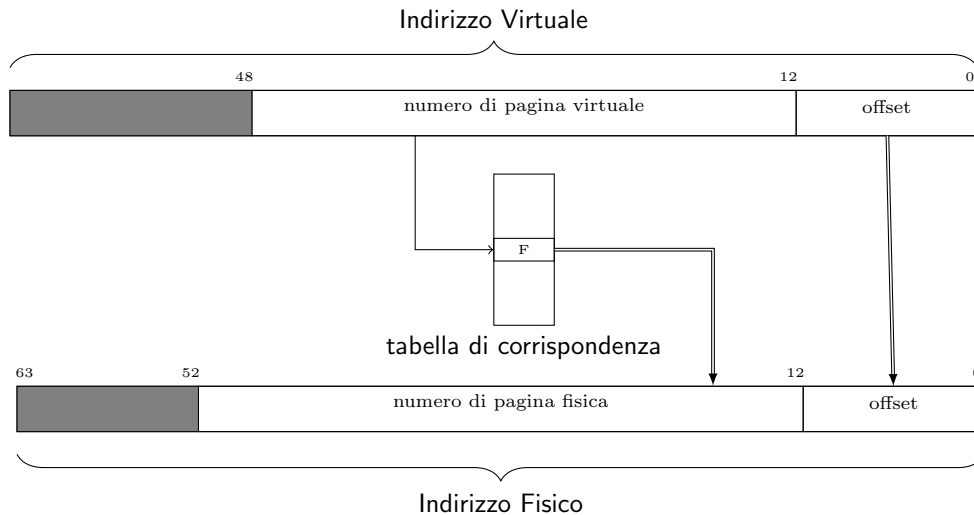 Indirizzo Virtuale
48 12 0
numero di pagina virtuale offset
F
tabella di corrispondenza
63 52 12
numero di pagina fisica offset
Indirizzo Fisico